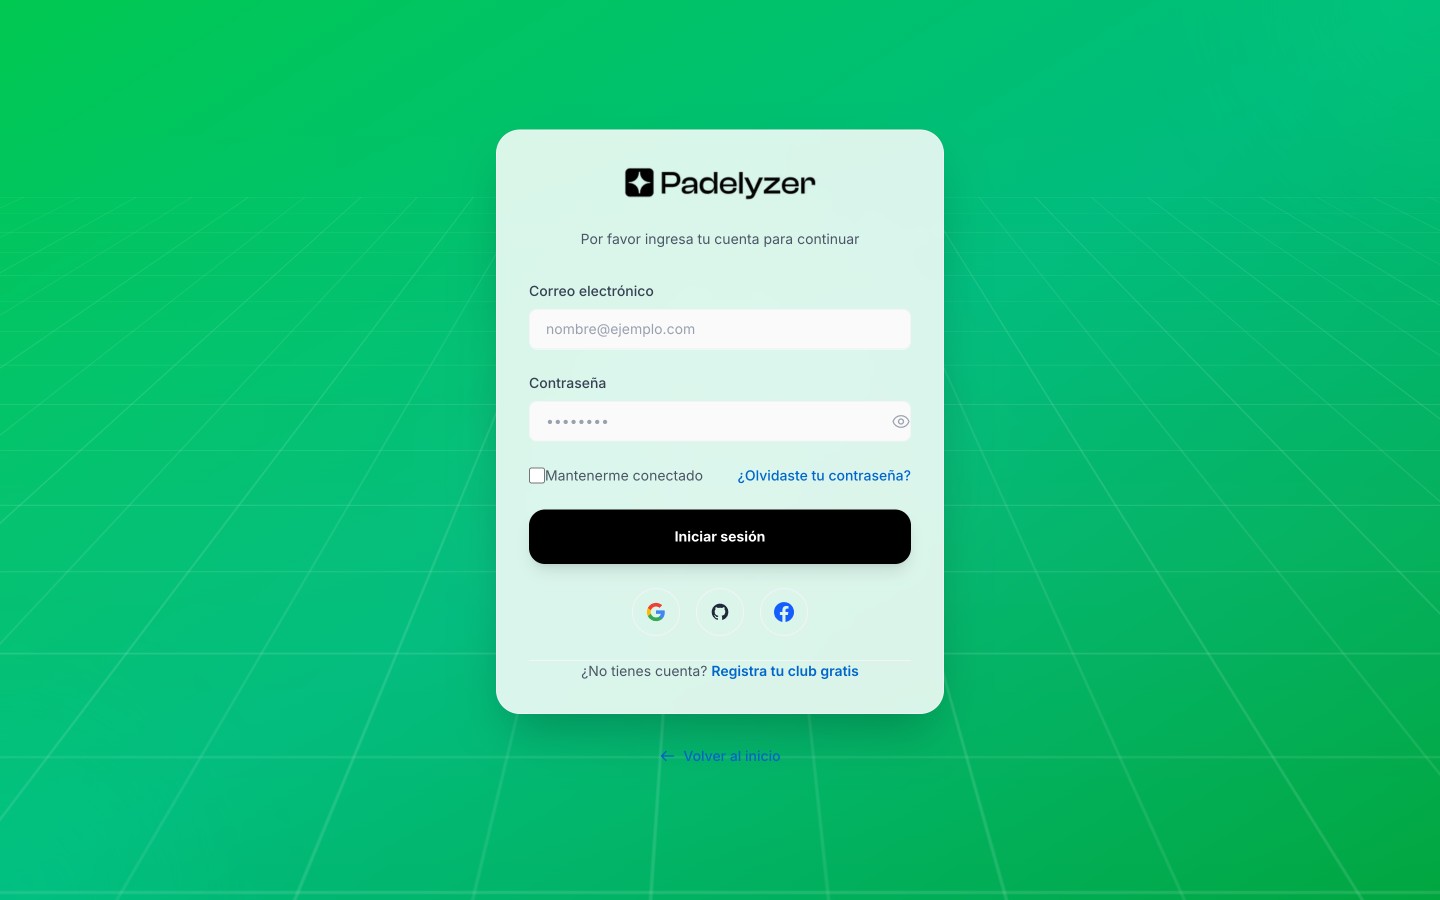 Padelyzer
Por favor ingresa tu cuenta para continuar
Correo electrónico
nombre@ejemplo.com
Contraseña
••••••••
Mantenerme conectado
¿Olvidaste tu contraseña?
Iniciar sesión
¿No tienes cuenta? Registra tu club gratis
← Volver al inicio